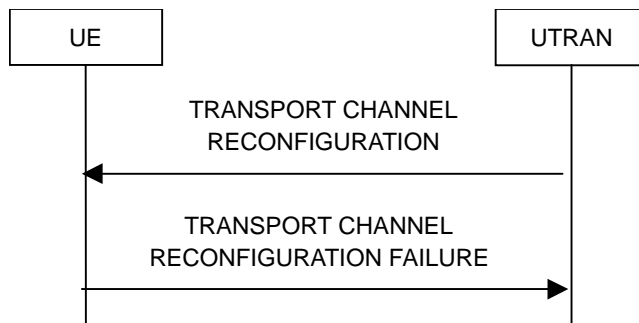 UE
UTRAN
TRANSPORT CHANNEL
RECONFIGURATION
TRANSPORT CHANNEL
RECONFIGURATION FAILURE